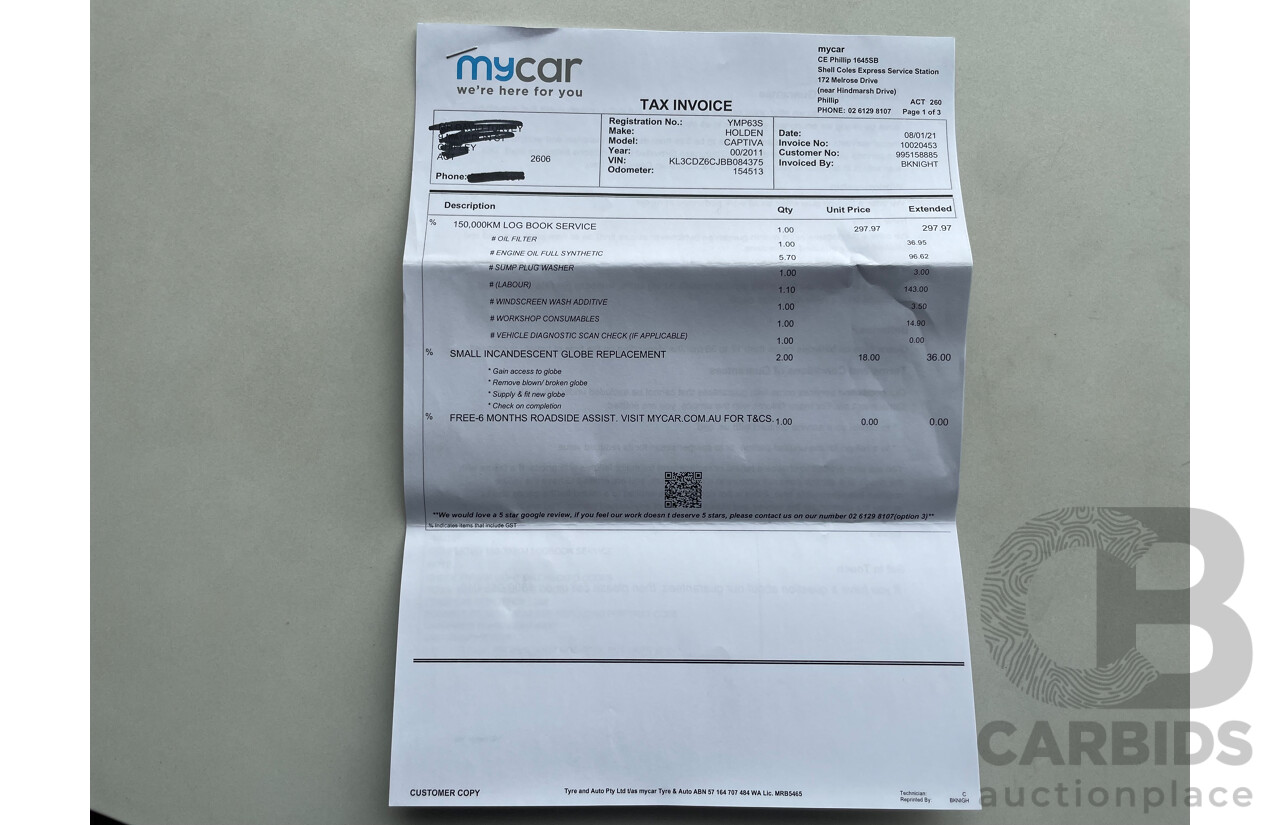 mycar
we're here for you
TAX INVOICE
mycar
CE Phillip 1645SB
Shell Coles Express Service Station
172 Melrose Drive
(near Hindmarsh Drive)
Phillip ACT 260
PHONE: 02 6129 8107 Page 1 of 3
2606
Phone:
Registration No.: YMP63S
Make: HOLDEN
Model: CAPTIVA
Year: 00/2011
VIN: KL3CDZ6CJBB084375
Odometer: 154513
Date: 08/01/21
Invoice No: 10020453
Customer No: 995158885
Invoiced By: BKNIGHT
Description Qty Unit Price Extended
% 150,000KM LOG BOOK SERVICE 1.00 297.97 297.97
# OIL FILTER 1.00 36.95
# ENGINE OIL FULL SYNTHETIC 5.70 96.62
# SUMP PLUG WASHER 1.00 3.00
# (LABOUR) 1.10 143.00
# WINDSCREEN WASH ADDITIVE 1.00 3.50
# WORKSHOP CONSUMABLES 1.00 14.90
# VEHICLE DIAGNOSTIC SCAN CHECK (IF APPLICABLE) 1.00 0.00
% SMALL INCANDESCENT GLOBE REPLACEMENT 2.00 18.00 36.00
* Gain access to globe
* Remove blown/ broken globe
* Supply & fit new globe
* Check on completion
% FREE-6 MONTHS ROADSIDE ASSIST. VISIT MYCAR.COM.AU FOR T&CS. 1.00 0.00 0.00
**We would love a 5 star google review, if you feel our work doesn t deserve 5 stars, please contact us on our number 02 6129 8107(option 3)**
% Indicates items that include GST
CUSTOMER COPY
Tyre and Auto Pty Ltd t/as mycar Tyre & Auto ABN 57 164 707 484 WA Lic. MRB5465
Technician: C
Reprinted By: BKNIGH
CB
CARBIDS
auctionplace